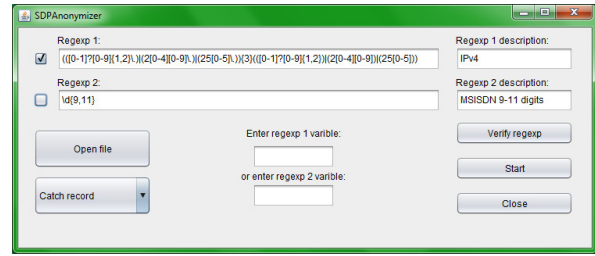 SDPAnonymizer
Regexp 1:
Regexp 1 description:
(([0-1]?[0-9]{1,2}\.)|(2[0-4][0-9]\.)|(25[0-5]\.)){3}(([0-1]?[0-9]{1,2})|(2[0-4][0-9])|(25[0-5]))
IPv4
Regexp 2:
Regexp 2 description:
\d{9,11}
MSISDN 9-11 digits
Open file
Enter regexp 1 varible:
Verify regexp
or enter regexp 2 varible:
Start
Catch record
Close